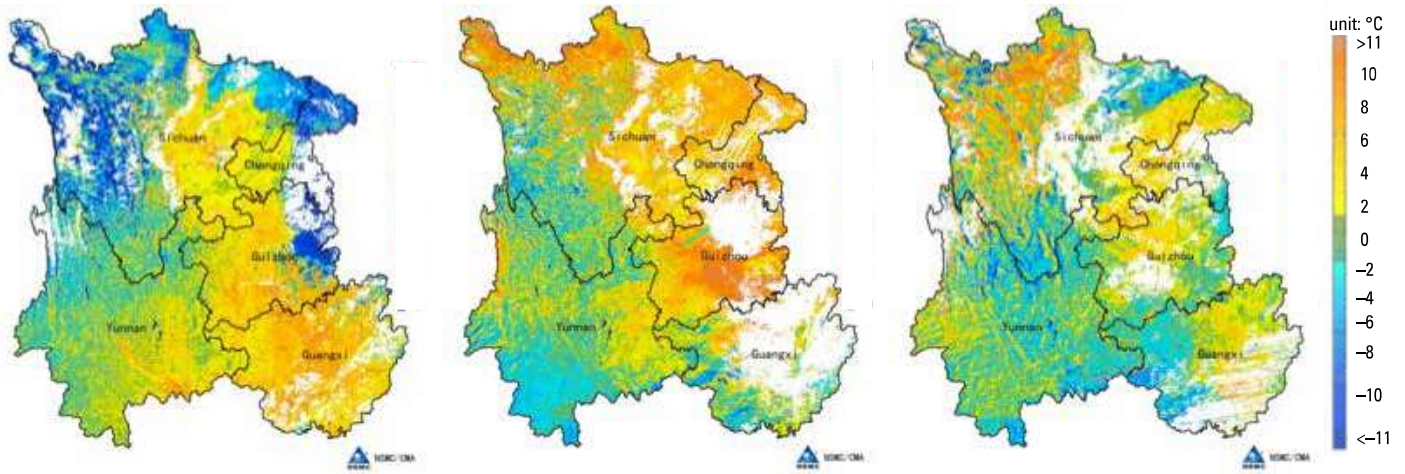 Sichuan
Chongqing
Guizhou
Yunnan
Guangxi
NSMC/CMA
Sichuan
Chongqing
Guizhou
Yunnan
Guangxi
NSMC/CMA
Sichuan
Chongqing
Guizhou
Yunnan
Guangxi
NSMC/CMA
unit: °C
>11
10
8
6
4
2
0
–2
–4
–6
–8
–10
<–11